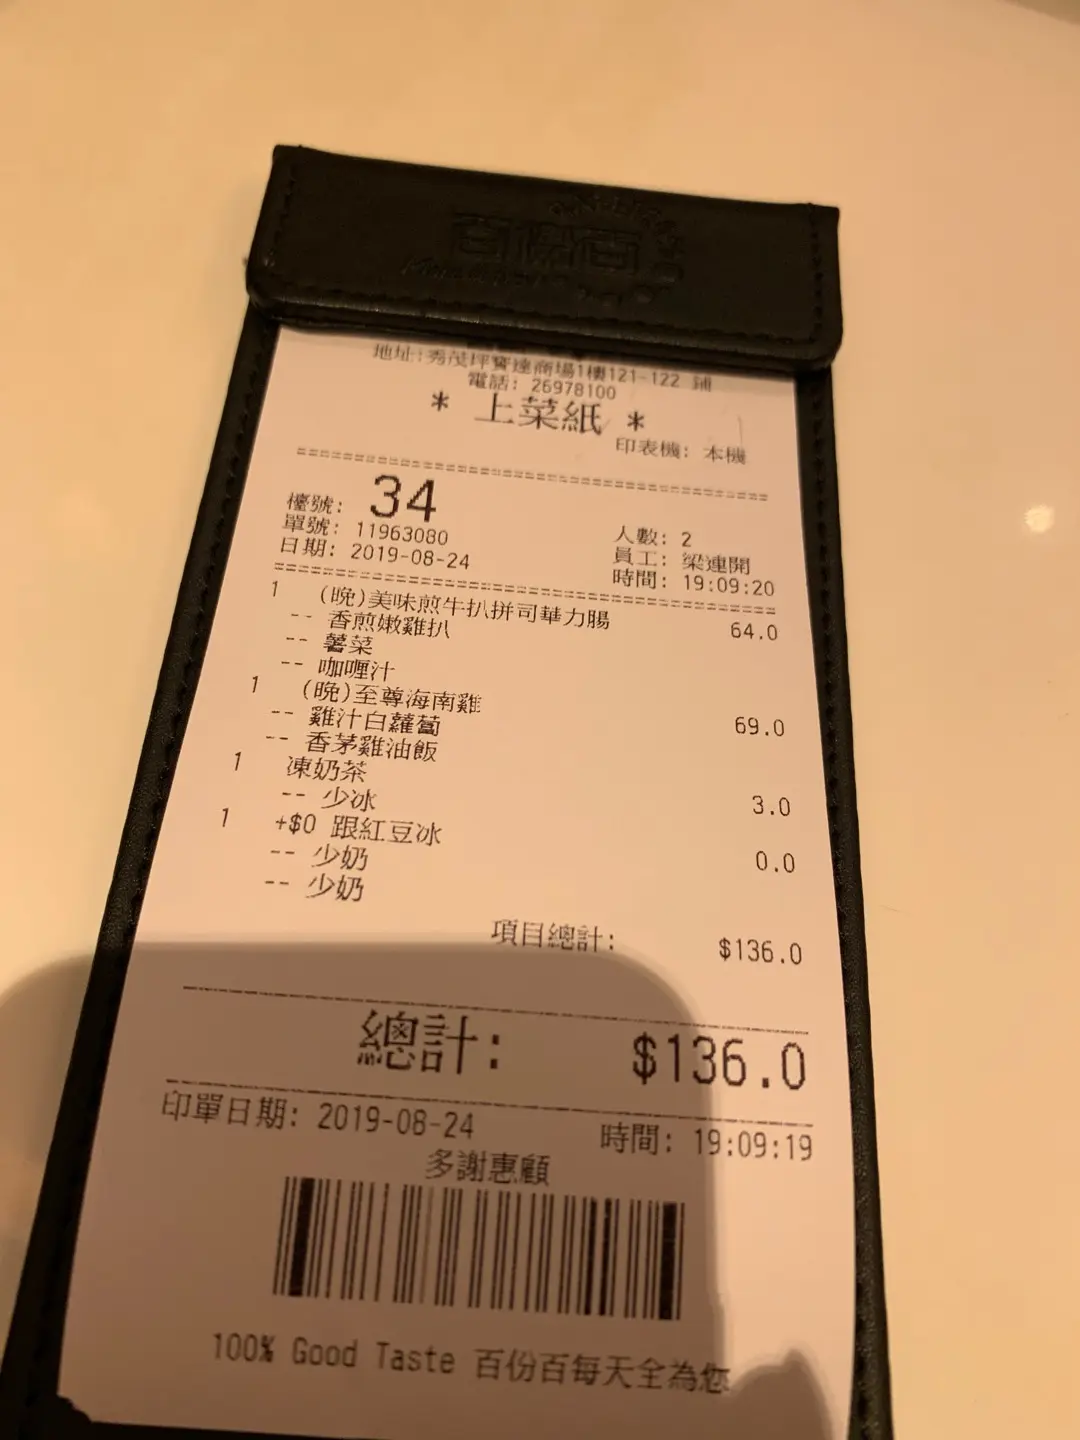 百份百
地址:秀茂坪寶達商場1樓121-122 鋪
電話: 26978100
* 上菜紙 *
印表機: 本機
檯號: 34
人數: 2
單號: 11963080
員工: 梁連開
日期: 2019-08-24
時間: 19:09:20
1 (晚)美味煎牛扒拼司華力腸 64.0
-- 香煎嫩雞扒
-- 薯菜
-- 咖喱汁
1 (晚)至尊海南雞 69.0
-- 雞汁白蘿蔔
-- 香茅雞油飯
1 凍奶茶 3.0
-- 少冰
1 +$0 跟紅豆冰 0.0
-- 少奶
-- 少奶
項目總計: $136.0
總計: $136.0
印單日期: 2019-08-24 時間: 19:09:19
多謝惠顧
100% Good Taste 百份百每天全為您